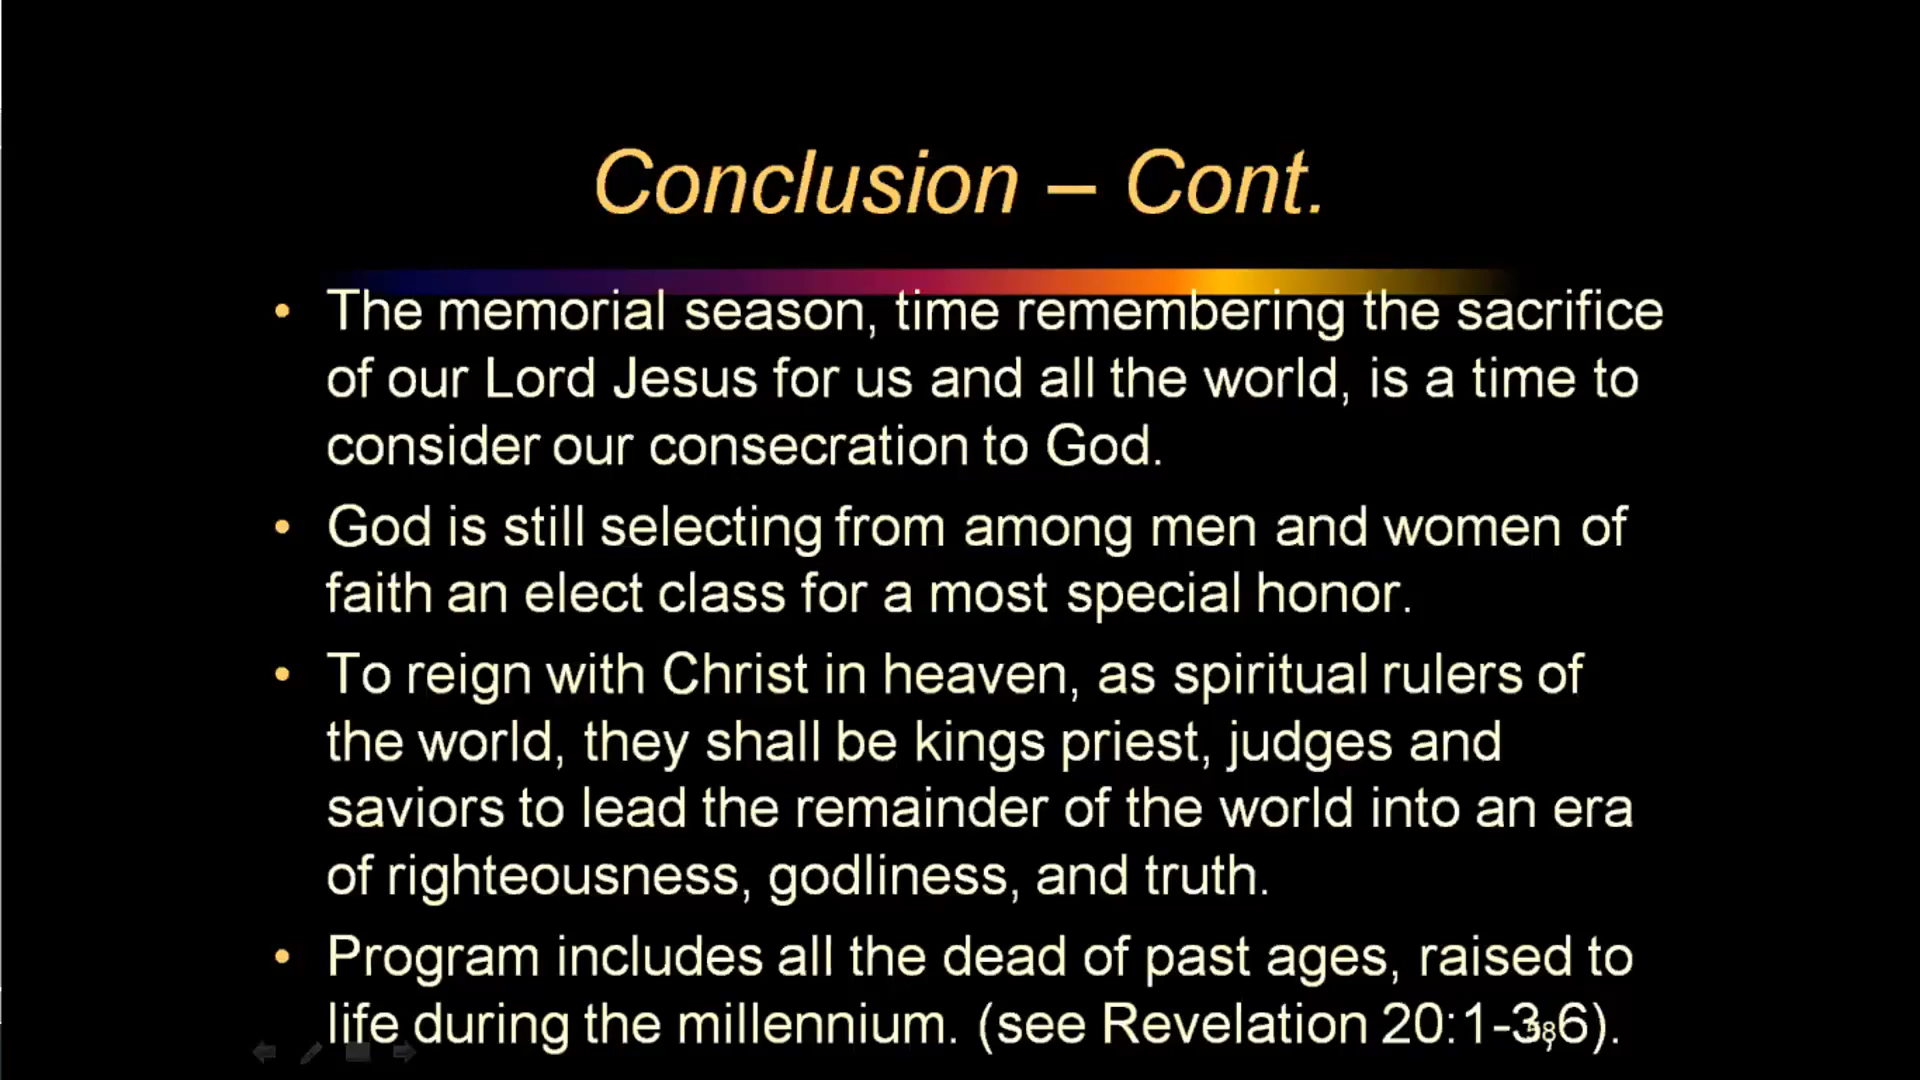 Conclusion – Cont.
• The memorial season, time remembering the sacrifice
of our Lord Jesus for us and all the world, is a time to
consider our consecration to God.
• God is still selecting from among men and women of
faith an elect class for a most special honor.
• To reign with Christ in heaven, as spiritual rulers of
the world, they shall be kings priest, judges and
saviors to lead the remainder of the world into an era
of righteousness, godliness, and truth.
• Program includes all the dead of past ages, raised to
life during the millennium. (see Revelation 20:1-3,6).